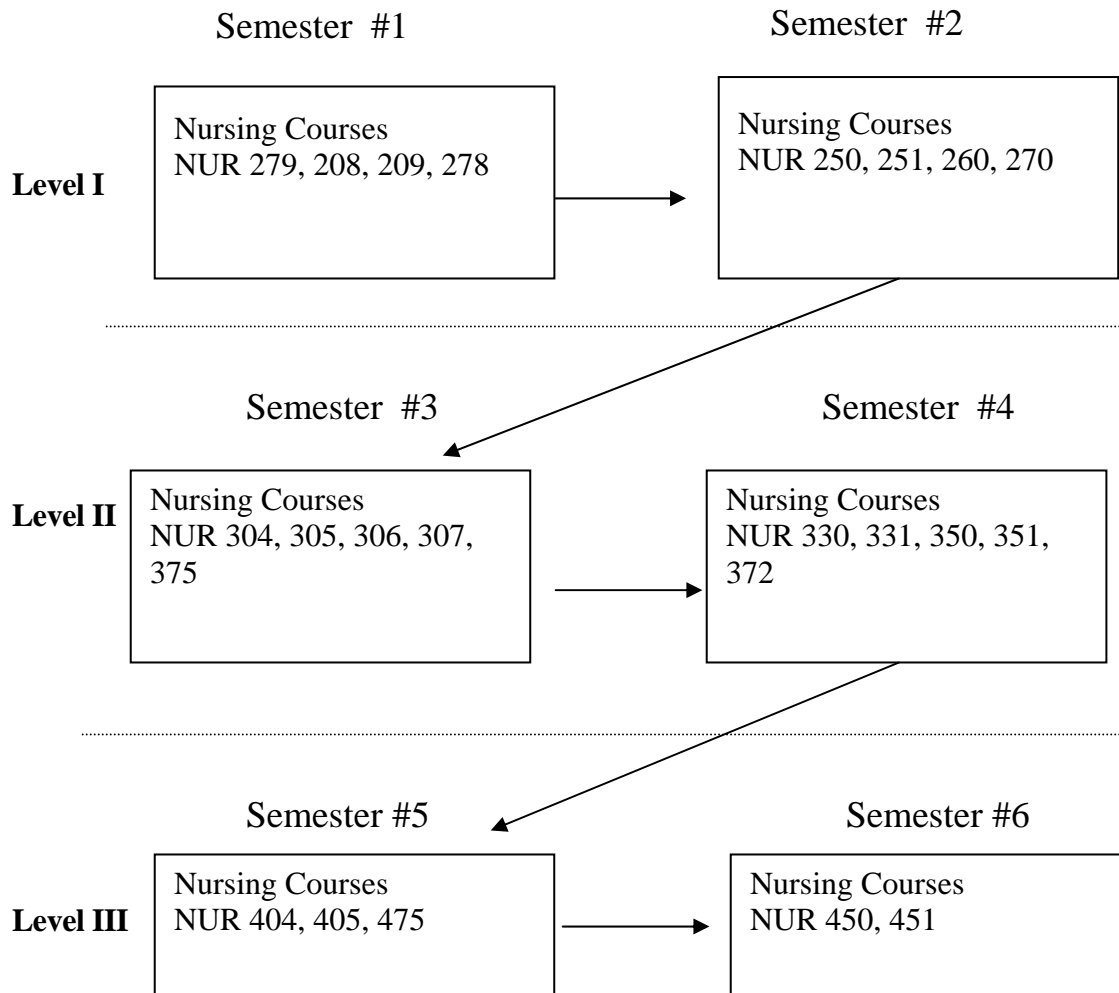 Semester #1
Semester #2
Level I
Nursing Courses
NUR 279, 208, 209, 278
Nursing Courses
NUR 250, 251, 260, 270
Semester #3
Semester #4
Level II
Nursing Courses
NUR 304, 305, 306, 307,
375
Nursing Courses
NUR 330, 331, 350, 351,
372
Semester #5
Semester #6
Level III
Nursing Courses
NUR 404, 405, 475
Nursing Courses
NUR 450, 451